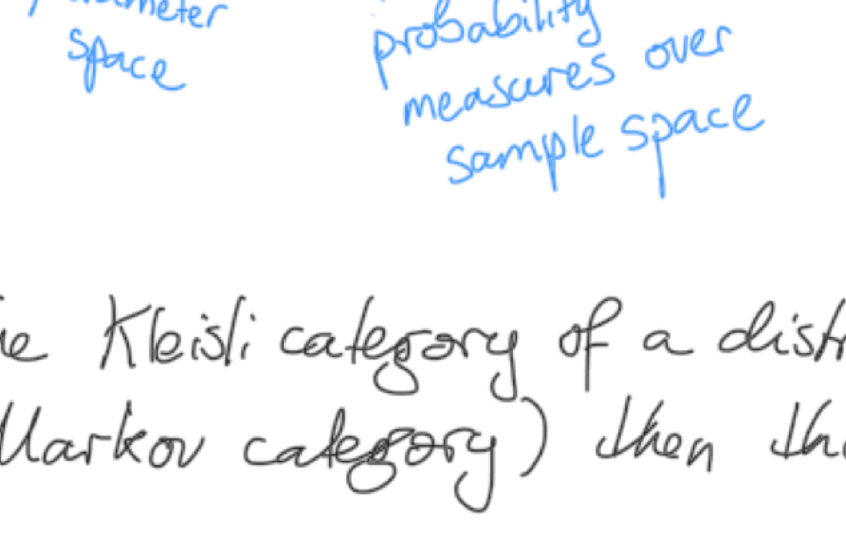 probability
space
measures over
sample space
Kleisli category of a
Markov category) then